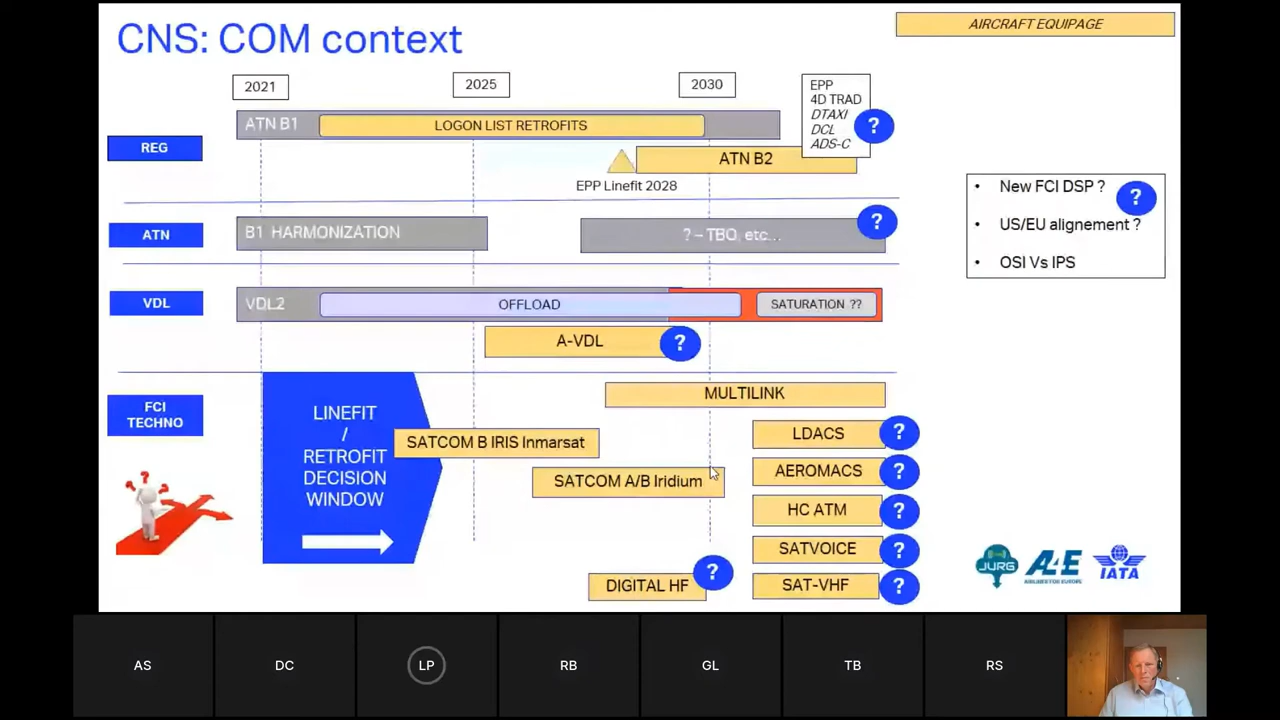 CNS: COM context
AIRCRAFT EQUIPAGE
2021
2025
2030
EPP
4D TRAD
DTAXI
DCL
ADS-C
?
REG
ATN B1
LOGON LIST RETROFITS
ATN B2
EPP Linefit 2028
• New FCI DSP ?
?
• US/EU alignement ?
• OSI Vs IPS
ATN
B1 HARMONIZATION
? – TBO, etc...
?
VDL
VDL2
OFFLOAD
SATURATION ??
A-VDL
?
FCI
TECHNO
LINEFIT
/
RETROFIT
DECISION
WINDOW
MULTILINK
SATCOM B IRIS Inmarsat
SATCOM A/B Iridium
LDACS
?
AEROMACS
?
HC ATM
?
SATVOICE
?
DIGITAL HF
?
SAT-VHF
?
? ? ?
JURG
A4E
AIRLINES FOR EUROPE
IATA
AS
DC
LP
RB
GL
TB
RS